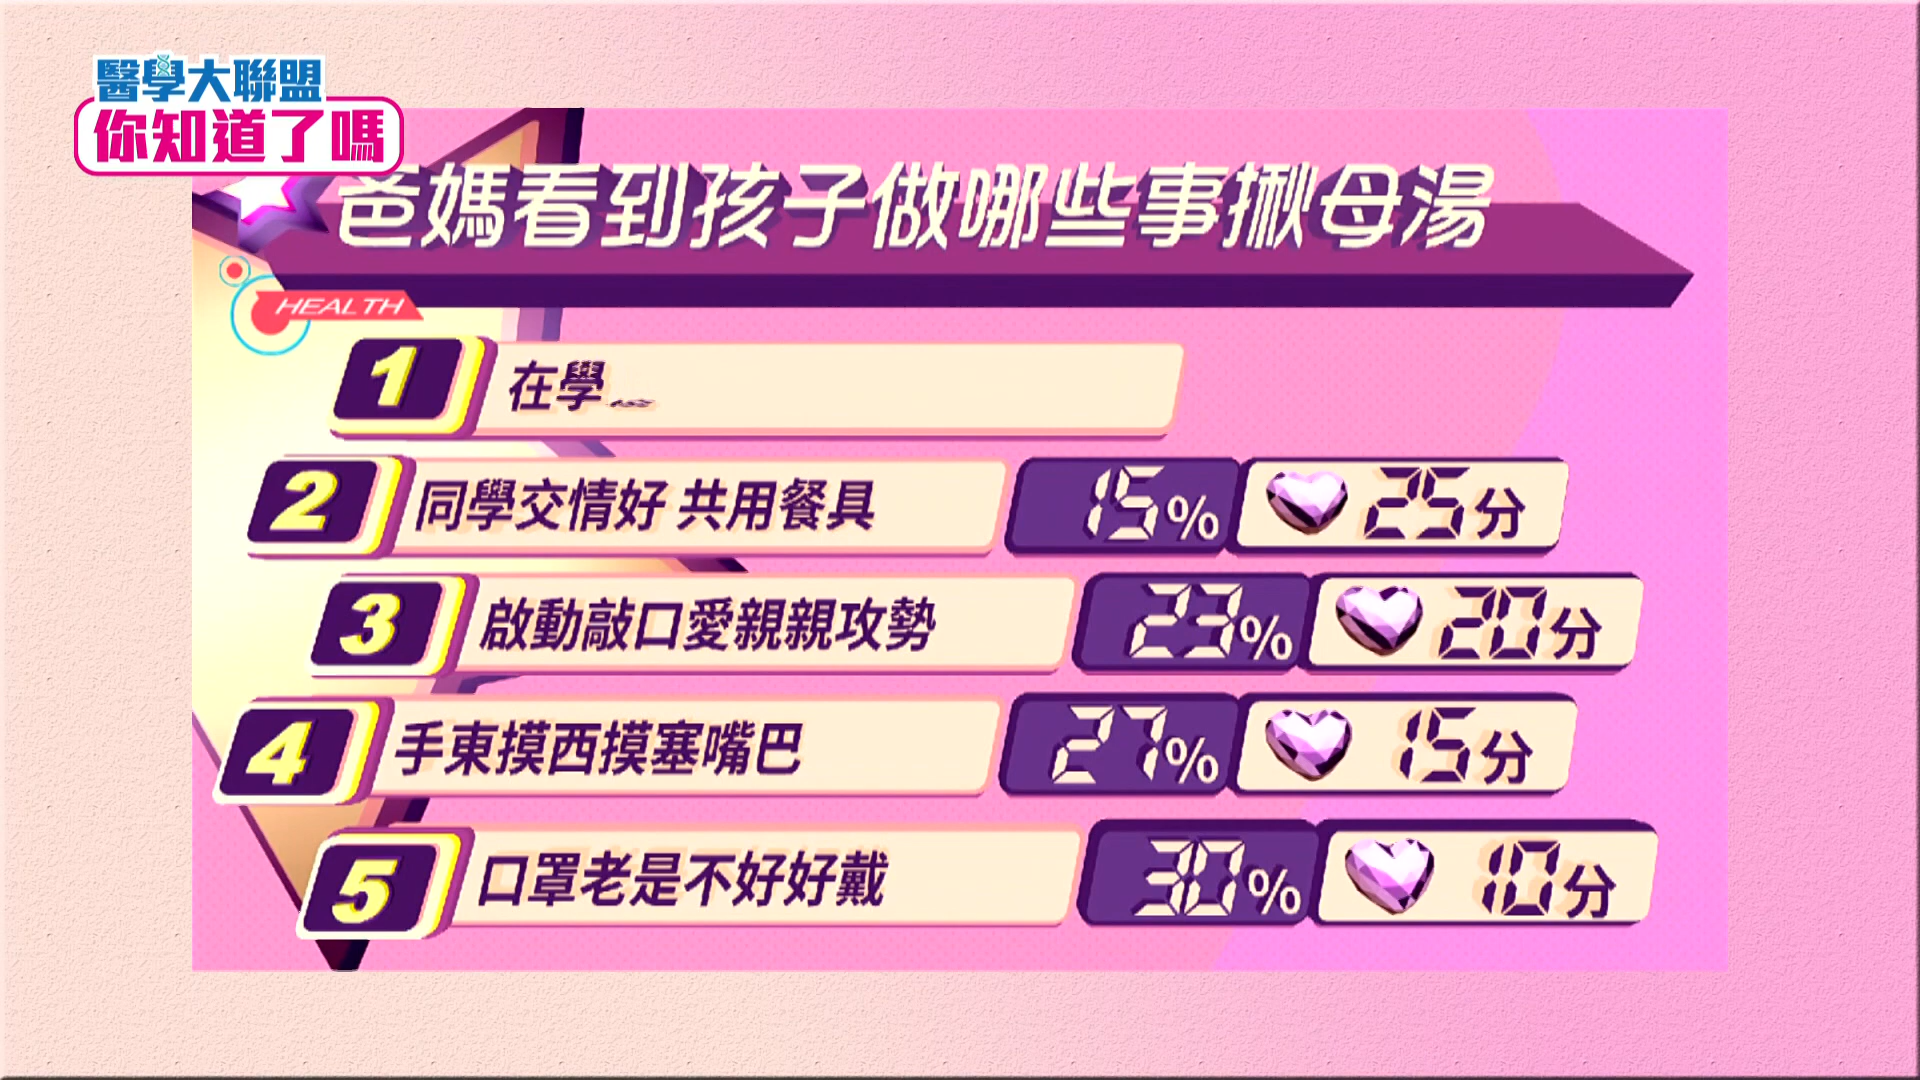 醫學大聯盟
你知道了嗎
爸媽看到孩子做哪些事揪母湯
HEALTH
1 在學
2 同學交情好 共用餐具 15% 25分
3 啟動敲口愛親親攻勢 23% 20分
4 手東摸西摸塞嘴巴 27% 15分
5 口罩老是不好好戴 30% 10分